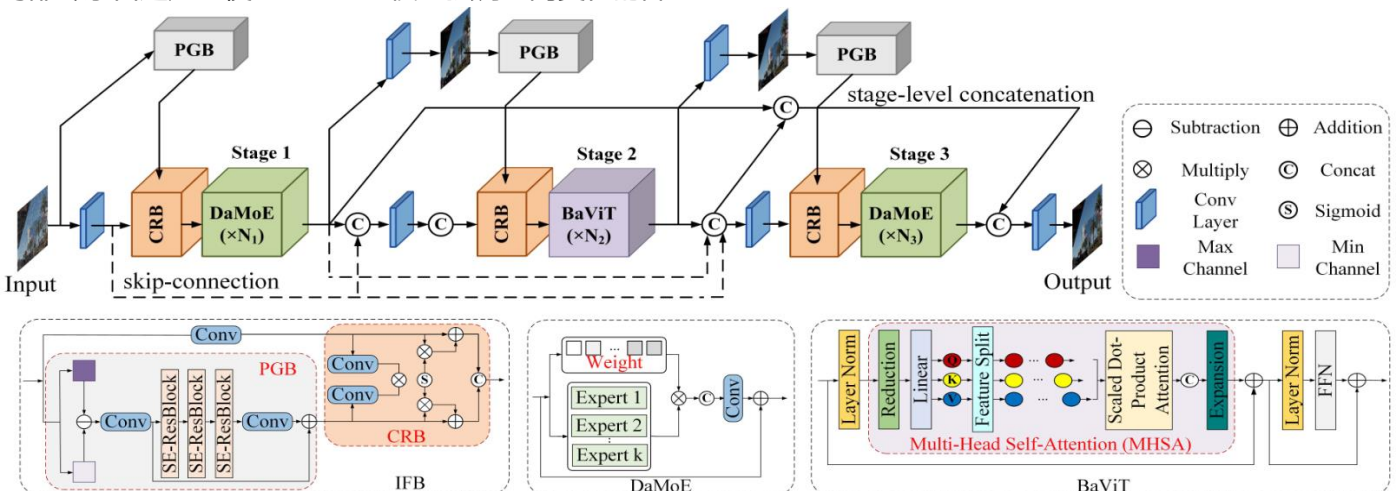 PGB
PGB
PGB
stage-level concatenation
Stage 1
Stage 2
Stage 3
CRB
DaMoE
(×N₁)
C
C
CRB
BaViT
(×N₂)
C
C
CRB
DaMoE
(×N₃)
C
Input
skip-connection
Output
Subtraction
Addition
Multiply
C
Concat
Conv
Layer
S
Sigmoid
Max
Channel
Min
Channel
Conv
PGB
Conv
SE-ResBlock
SE-ResBlock
SE-ResBlock
Conv
Conv
Conv
S
C
CRB
IFB
...
Weight
Expert 1
Expert 2
⋮
Expert k
C
Conv
DaMoE
Layer Norm
Reduction
Linear
Q
K
V
Feature Split
...
...
...
Scaled Dot-
Product
Attention
C
Expansion
Multi-Head Self-Attention (MHSA)
Layer Norm
FFN
BaViT